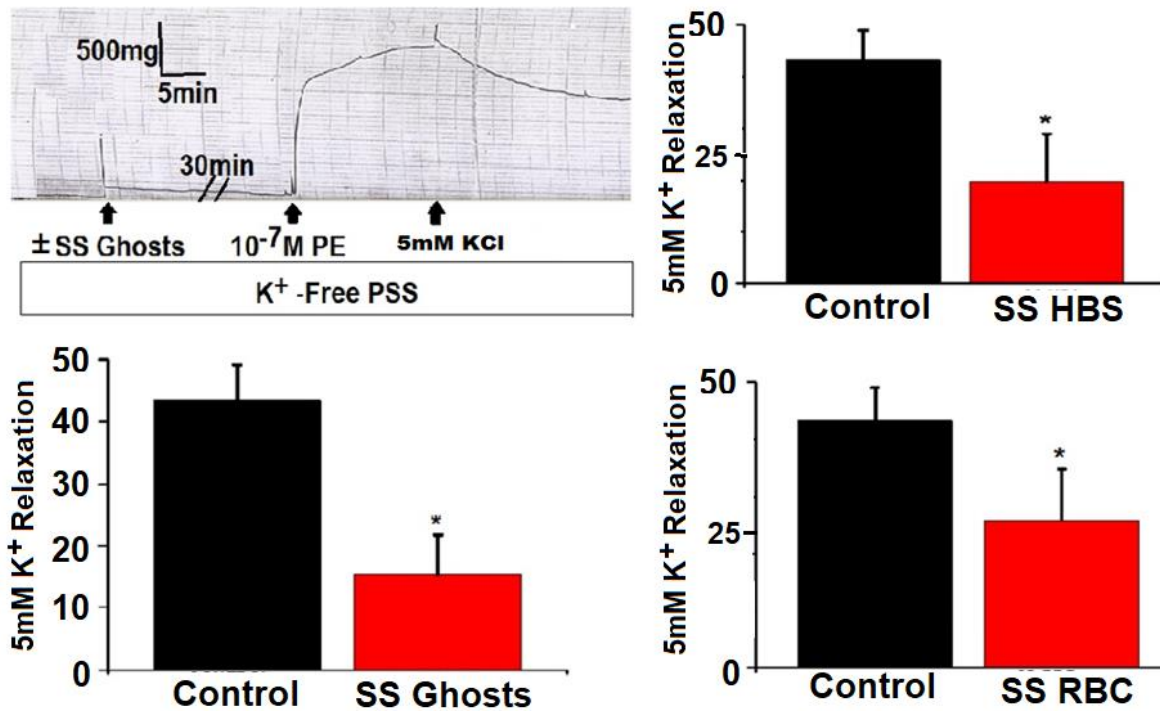 500mg
5min
30min
± SS Ghosts
10⁻⁷M PE
5mM KCl
K⁺ -Free PSS
5mM K⁺ Relaxation
50
25
0
*
Control
SS HBS
5mM K⁺ Relaxation
50
40
30
20
10
0
*
Control
SS Ghosts
5mM K⁺ Relaxation
50
25
0
*
Control
SS RBC